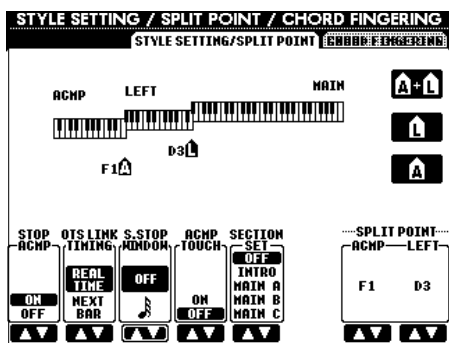 STYLE SETTING / SPLIT POINT / CHORD FINGERING
STYLE SETTING/SPLIT POINT CHORD FINGERING
ACMP LEFT MAIN
A+L
L
A
D3 L
F1 A
STOP ACMP
ON
OFF
OTS LINK TIMING
REAL TIME
NEXT BAR
S.STOP WINDOW
OFF
ACMP TOUCH
ON
OFF
SECTION SET
OFF
INTRO
MAIN A
MAIN B
MAIN C
SPLIT POINT
ACMP LEFT
F1 D3